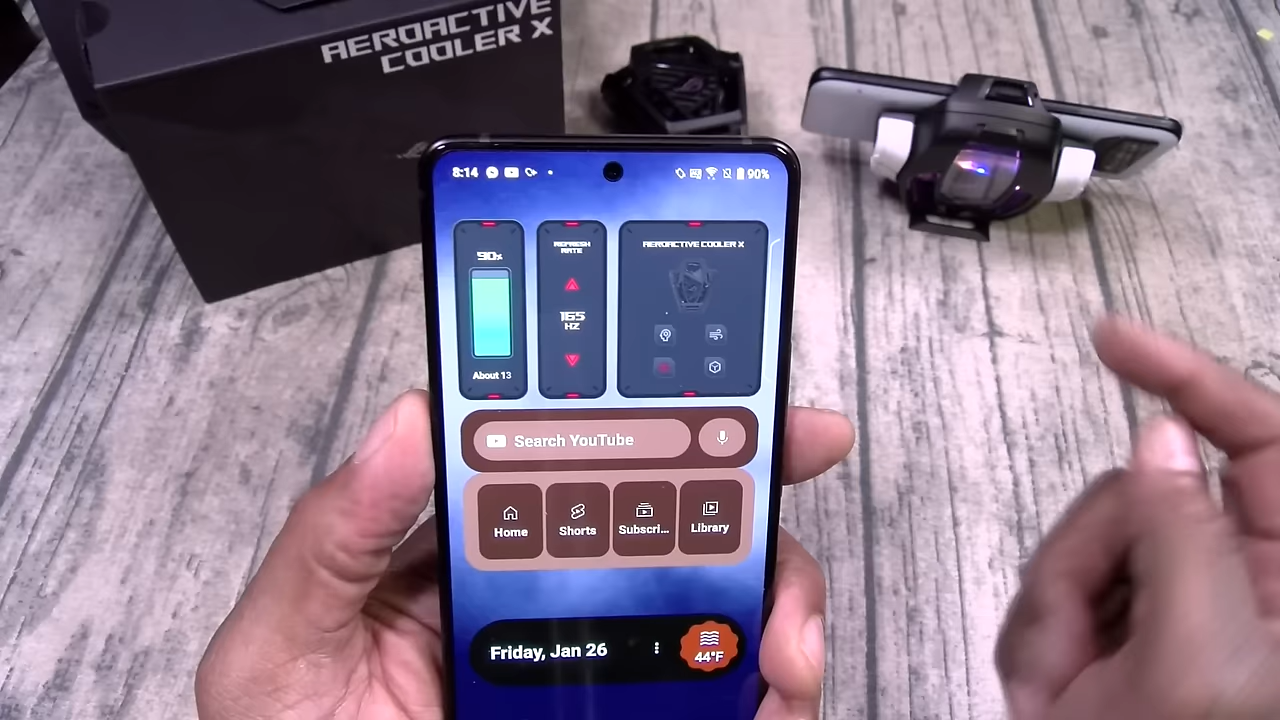 AEROACTIVE
COOLER X
8:14
90%
90%
REFRESH
RATE
165
HZ
About 13
AEROACTIVE COOLER X
Search YouTube
Home
Shorts
Subscri...
Library
Friday, Jan 26
44°F